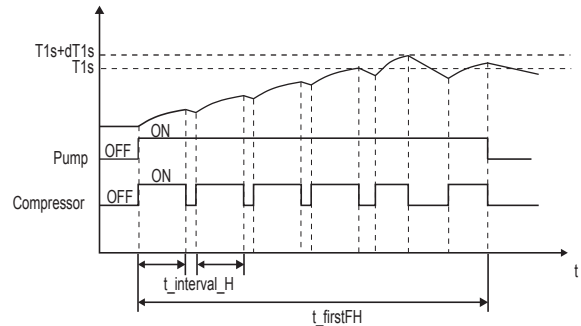 T1s+dT1s
T1s
ON
Pump
OFF
ON
Compressor
OFF
t
t_interval_H
t_firstFH